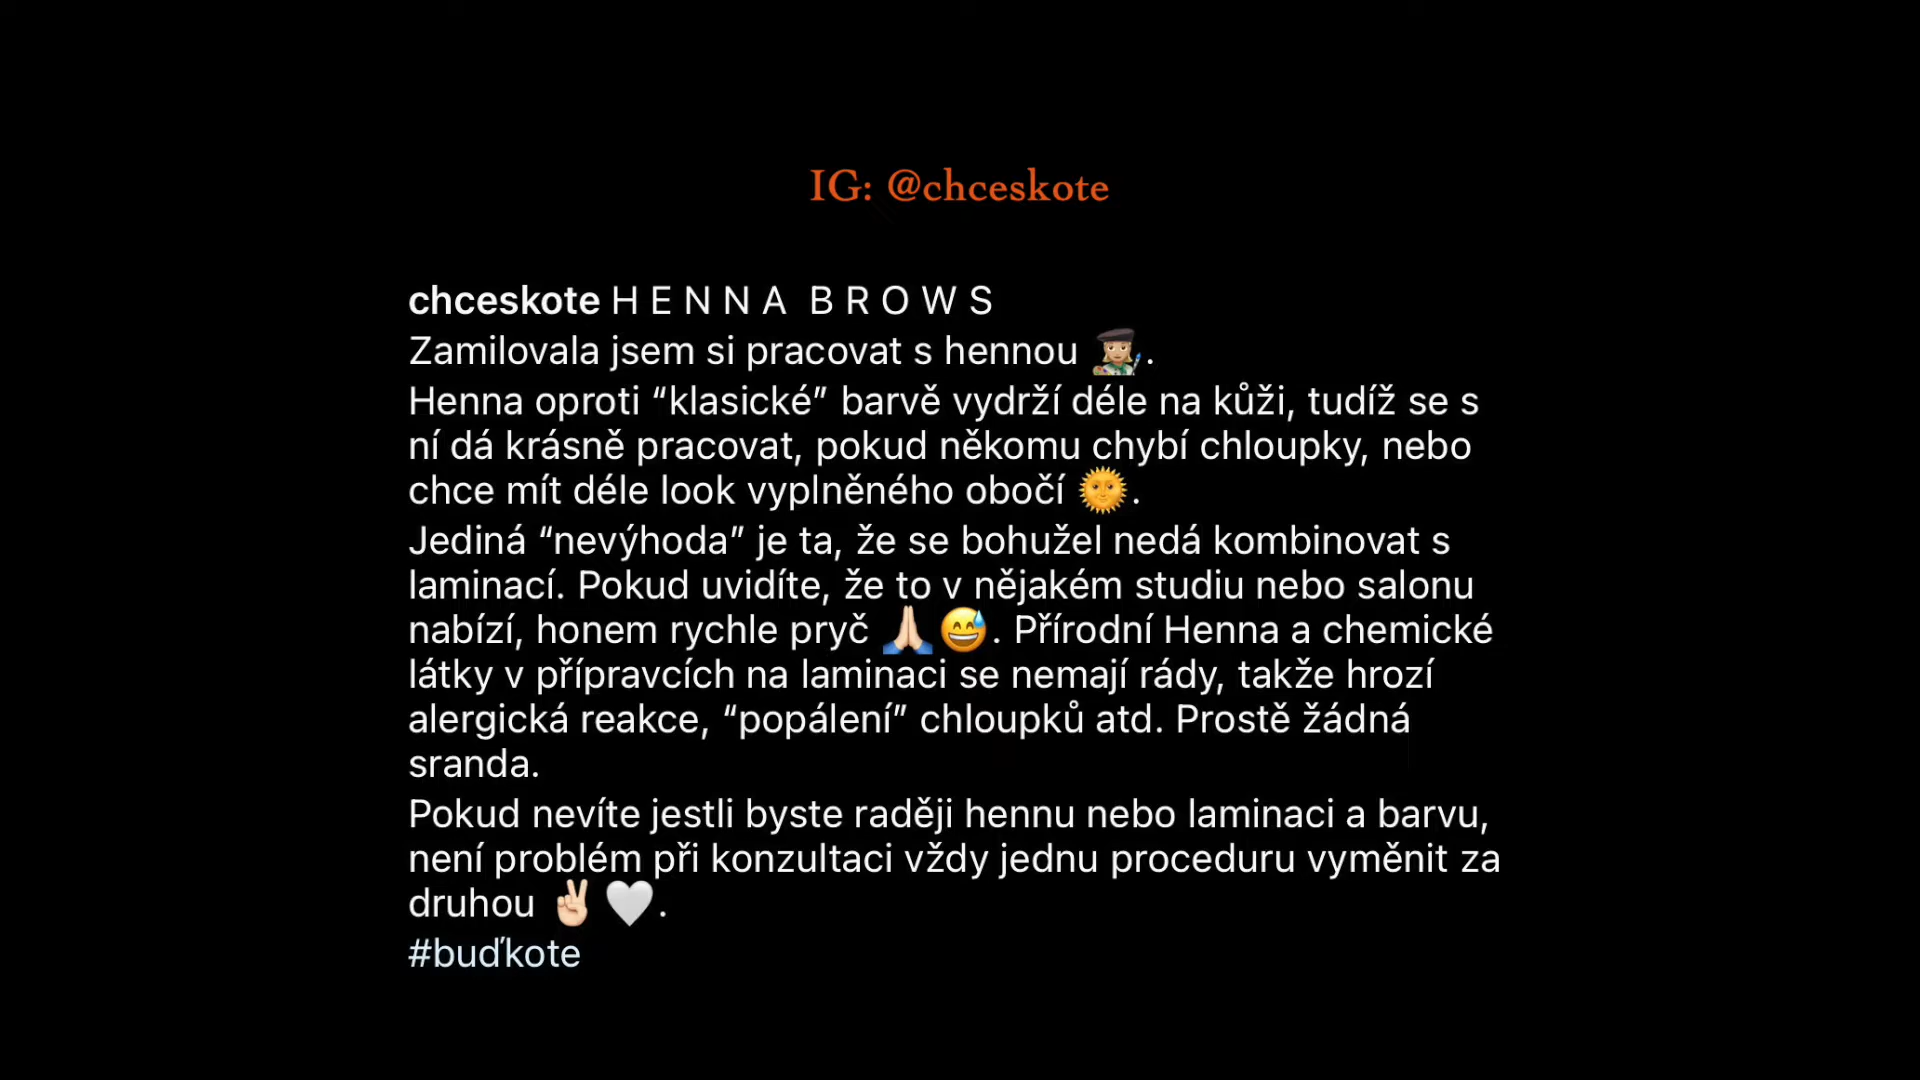 IG: @chceskote
chceskote H E N N A  B R O W S
Zamilovala jsem si pracovat s hennou 👩🏼‍🎨.
Henna oproti “klasické” barvě vydrží déle na kůži, tudíž se s
ní dá krásně pracovat, pokud někomu chybí chloupky, nebo
chce mít déle look vyplněného obočí 🌞.
Jediná “nevýhoda” je ta, že se bohužel nedá kombinovat s
laminací. Pokud uvidíte, že to v nějakém studiu nebo salonu
nabízí, honem rychle pryč 🙏🏻😅. Přírodní Henna a chemické
látky v přípravcích na laminaci se nemají rády, takže hrozí
alergická reakce, “popálení” chloupků atd. Prostě žádná
sranda.
Pokud nevíte jestli byste raději hennu nebo laminaci a barvu,
není problém při konzultaci vždy jednu proceduru vyměnit za
druhou ✌🏻🤍.
#buďkote